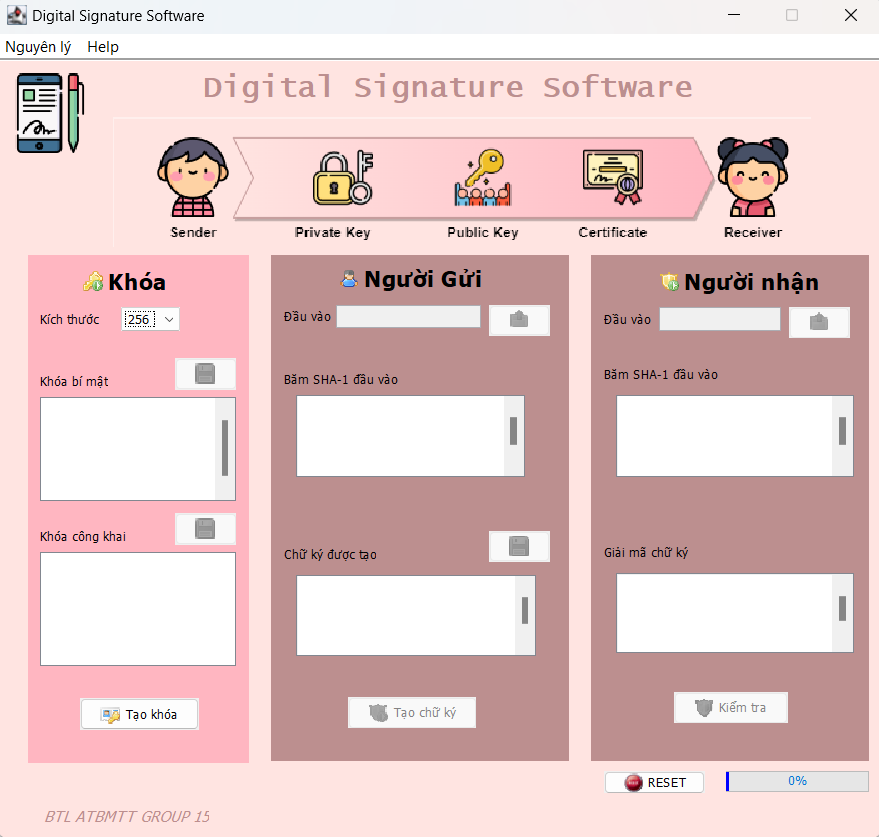 Digital Signature Software
Nguyên lý Help
Digital Signature Software
Sender Private Key Public Key Certificate Receiver
Khóa
Kích thước 256
Khóa bí mật
Khóa công khai
Tạo khóa
Người Gửi
Đầu vào
Băm SHA-1 đầu vào
Chữ ký được tạo
Tạo chữ ký
Người nhận
Đầu vào
Băm SHA-1 đầu vào
Giải mã chữ ký
Kiểm tra
RESET 0%
BTL ATBMTT GROUP 15